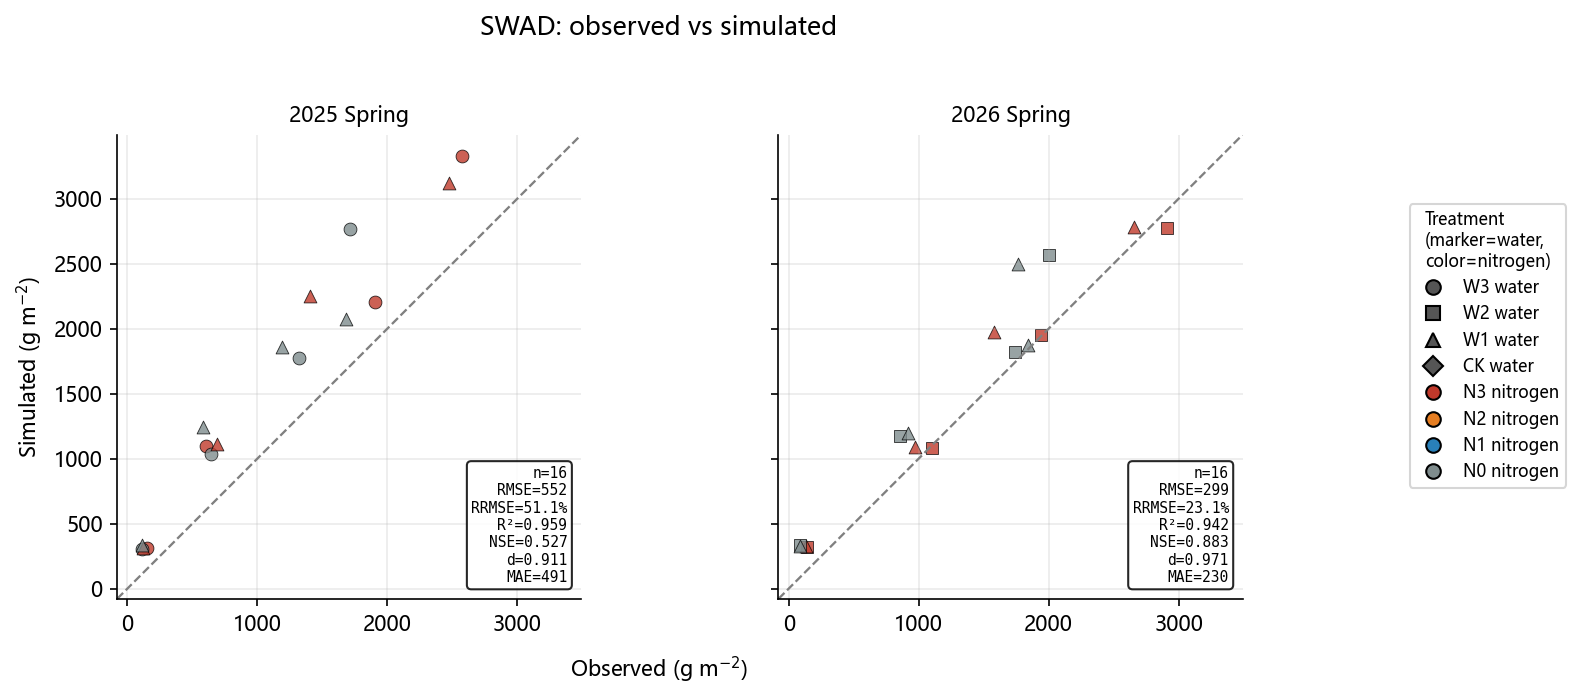 SWAD: observed vs simulated
2025 Spring
2026 Spring
Simulated (g m⁻²)
3000
2500
2000
1500
1000
500
0
0
1000
2000
3000
n=16
RMSE=552
RRMSE=51.1%
R²=0.959
NSE=0.527
d=0.911
MAE=491
0
1000
2000
3000
n=16
RMSE=299
RRMSE=23.1%
R²=0.942
NSE=0.883
d=0.971
MAE=230
Observed (g m⁻²)
Treatment
(marker=water,
color=nitrogen)
W3 water
W2 water
W1 water
CK water
N3 nitrogen
N2 nitrogen
N1 nitrogen
N0 nitrogen